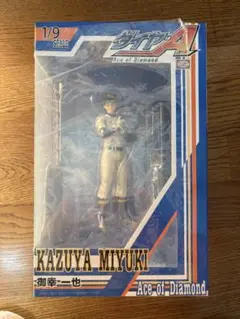 1/9
ダイヤのA
Ace of Diamond
KAZUYA MIYUKI
御幸 一也
Ace of Diamond